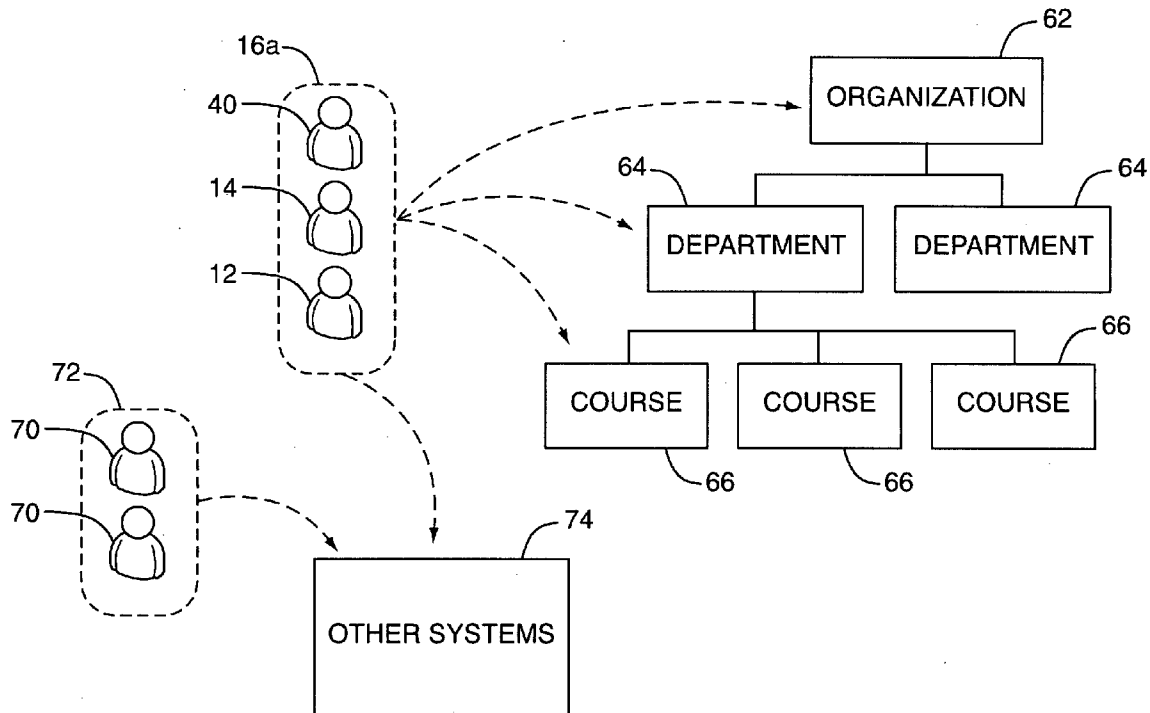 62
16a
ORGANIZATION
40
64
64
14
DEPARTMENT
DEPARTMENT
12
66
72
COURSE
COURSE
COURSE
70
66
66
70
74
OTHER SYSTEMS